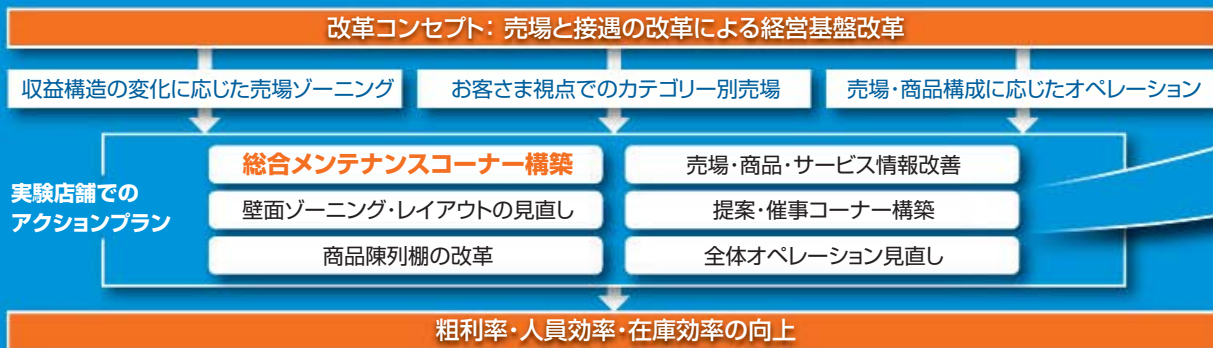 改革コンセプト：売場と接遇の改革による経営基盤改革
収益構造の変化に応じた売場ゾーニング
お客さま視点でのカテゴリー別売場
売場・商品構成に応じたオペレーション
実験店舗での
アクションプラン
総合メンテナンスコーナー構築
売場・商品・サービス情報改善
壁面ゾーニング・レイアウトの見直し
提案・催事コーナー構築
商品陳列棚の改革
全体オペレーション見直し
粗利率・人員効率・在庫効率の向上